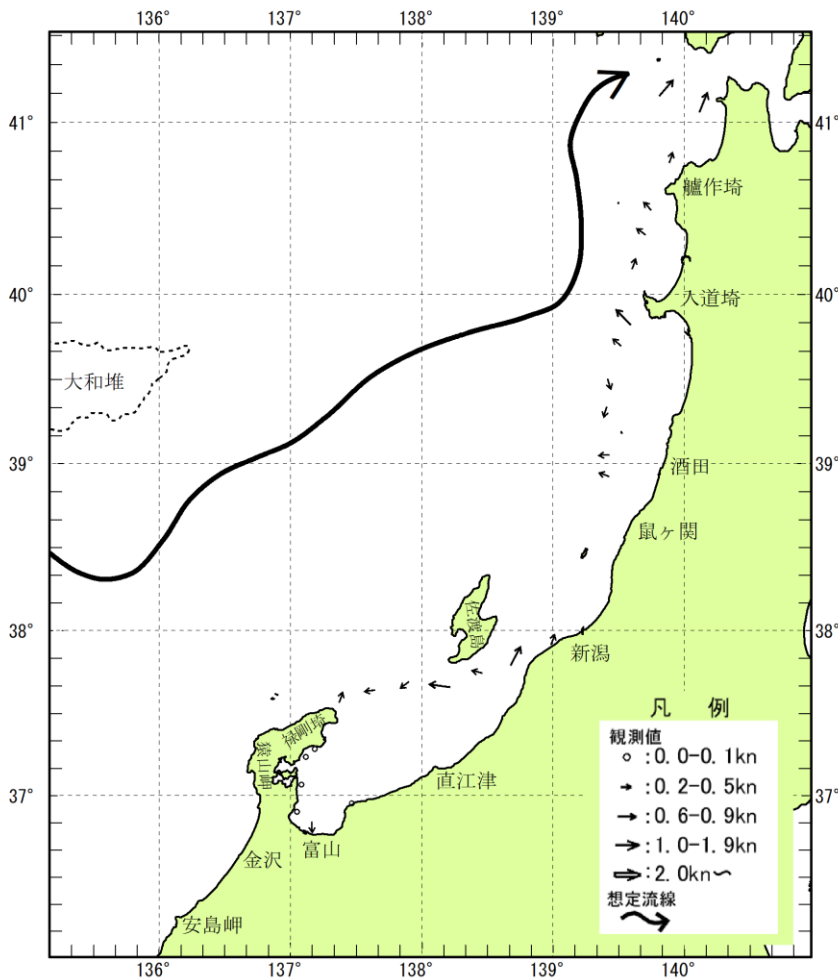 136° 137° 138° 139° 140°
41° 41°
艫作埼
40° 入道埼 40°
大和堆
39° 酒田 39°
鼠ヶ関
佐渡島
38° 新潟 38°
凡 例
禄剛埼
猿山岬
観測値
:0.0-0.1kn
:0.2-0.5kn
37° 直江津 37°
:0.6-0.9kn
:1.0-1.9kn
富山
金沢
:2.0kn～
想定流線
安島岬
136° 137° 138° 139° 140°